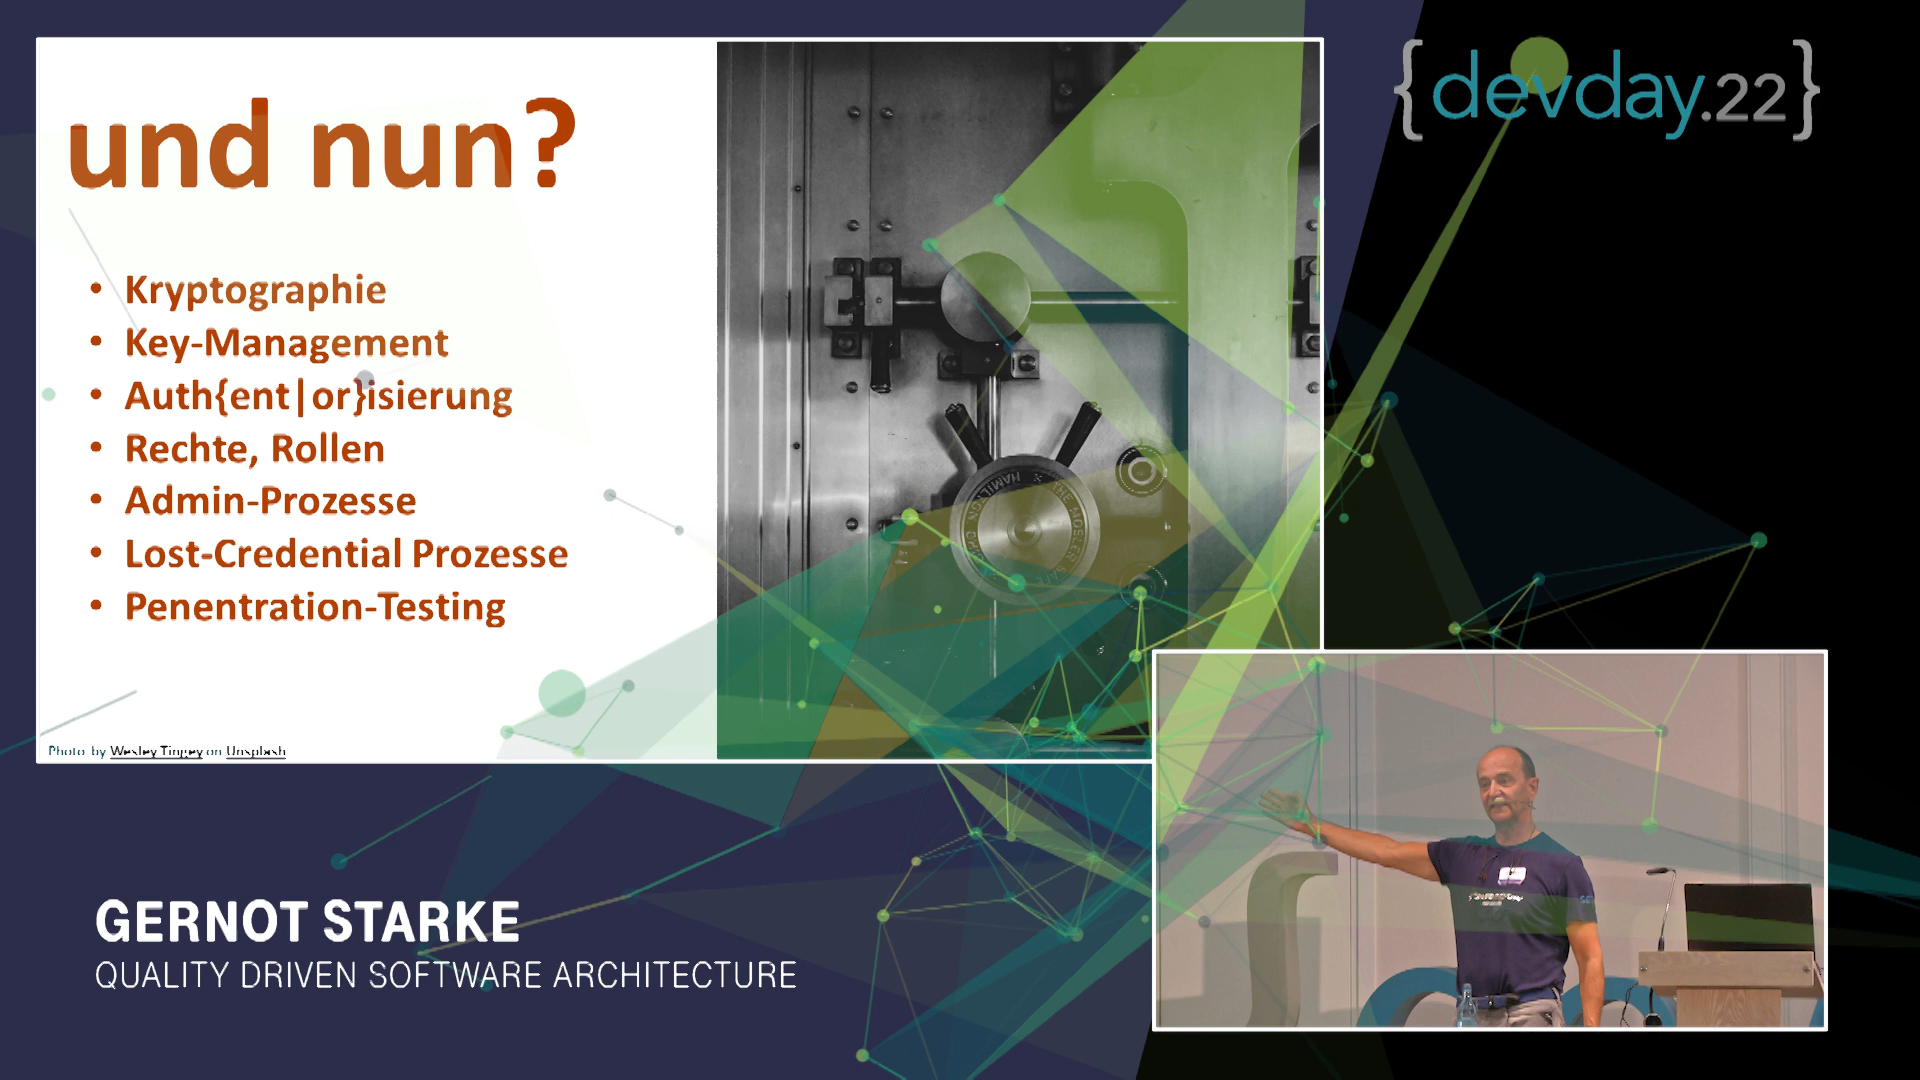 und nun?
• Kryptographie
• Key-Management
• Auth{ent|or}isierung
• Rechte, Rollen
• Admin-Prozesse
• Lost-Credential Prozesse
• Penentration-Testing
Photo by Wesley Tingey on Unsplash
{devday.22}
GERNOT STARKE
QUALITY DRIVEN SOFTWARE ARCHITECTURE